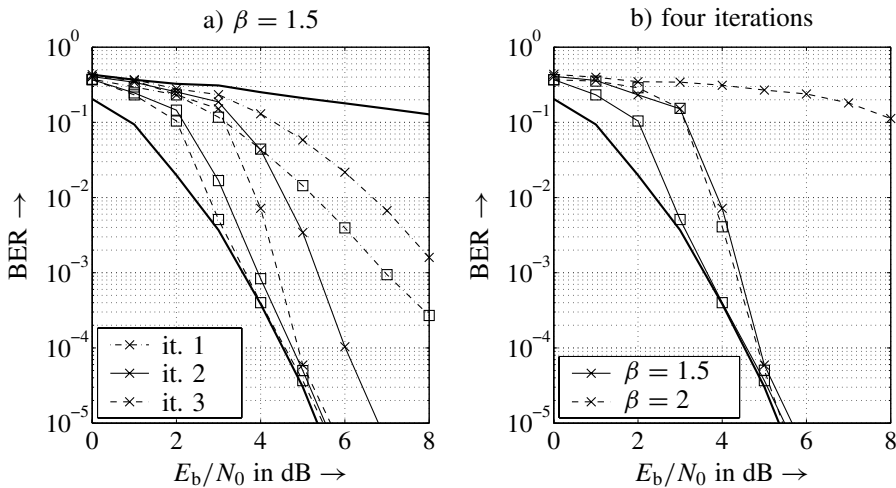 a) β = 1.5
10^0
10^-1
10^-2
10^-3
10^-4
10^-5
BER →
0 2 4 6 8
E_b/N_0 in dB →
it. 1
it. 2
it. 3
b) four iterations
10^0
10^-1
10^-2
10^-3
10^-4
10^-5
BER →
0 2 4 6 8
E_b/N_0 in dB →
β = 1.5
β = 2